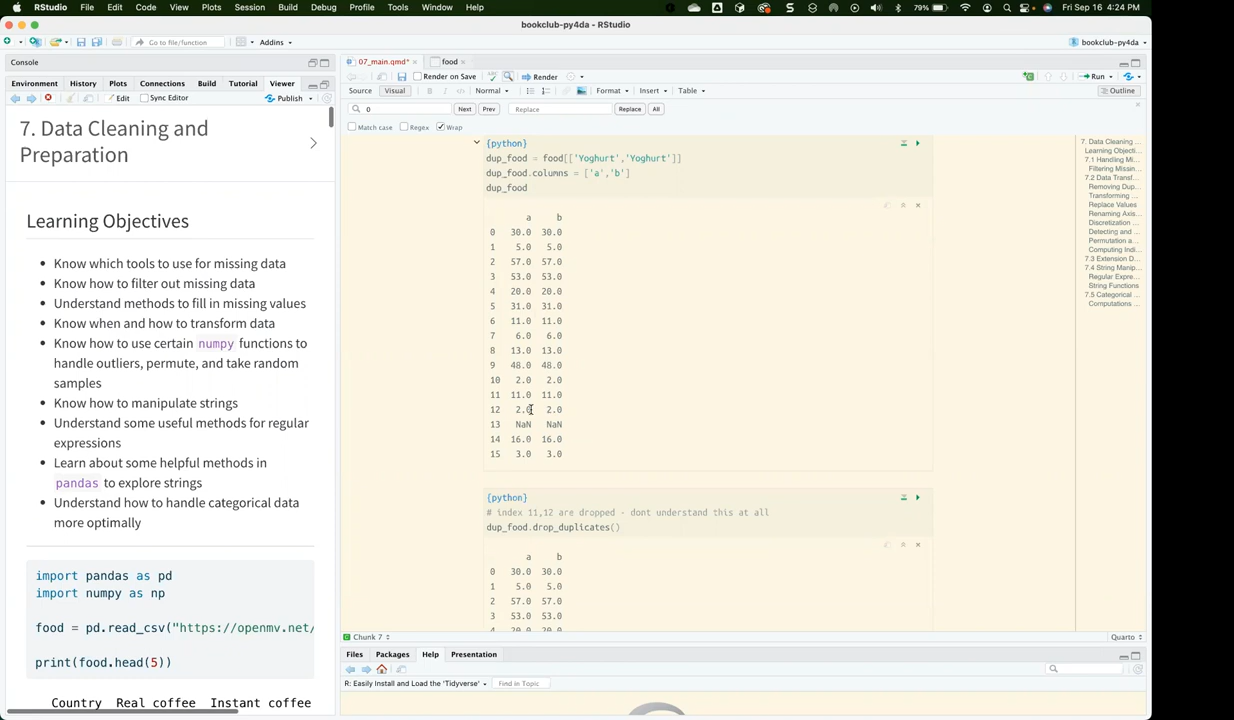 RStudio File Edit Code View Plots Session Build Debug Profile Tools Window Help 79% Fri Sep 16 4:24 PM
bookclub-py4da – RStudio
Go to file/function Addins bookclub-py4da
Console
Environment History Plots Connections Build Tutorial Viewer
Edit Sync Editor Publish
7. Data Cleaning and
Preparation
Learning Objectives
Know which tools to use for missing data
Know how to filter out missing data
Understand methods to fill in missing values
Know when and how to transform data
Know how to use certain numpy functions to
handle outliers, permute, and take random
samples
Know how to manipulate strings
Understand some useful methods for regular
expressions
Learn about some helpful methods in
pandas to explore strings
Understand how to handle categorical data
more optimally
import pandas as pd
import numpy as np
food = pd.read_csv("https://openmv.net/
print(food.head(5))
Country Real coffee Instant coffee
07_main.qmd* food
Render on Save Render Run
Source Visual Normal Format Insert Table Outline
0 Next Prev Replace Replace All
Match case Regex Wrap
{python}
dup_food = food[['Yoghurt','Yoghurt']]
dup_food.columns = ['a','b']
dup_food
a b
0 30.0 30.0
1 5.0 5.0
2 57.0 57.0
3 53.0 53.0
4 20.0 20.0
5 31.0 31.0
6 11.0 11.0
7 6.0 6.0
8 13.0 13.0
9 48.0 48.0
10 2.0 2.0
11 11.0 11.0
12 2.0 2.0
13 NaN NaN
14 16.0 16.0
15 3.0 3.0
{python}
# index 11,12 are dropped - dont understand this at all
dup_food.drop_duplicates()
a b
0 30.0 30.0
1 5.0 5.0
2 57.0 57.0
3 53.0 53.0
4 20.0 20.0
7. Data Cleaning ...
Learning Objecti...
7.1 Handling Mi...
Filtering Missin...
7.2 Data Transf...
Removing Dup...
Transforming ...
Replace Values
Renaming Axis...
Discretization ...
Detecting and ...
Permutation a...
Computing Indi...
7.3 Extension D...
7.4 String Manip...
Regular Expre...
String Functions
7.5 Categorical ...
Computations ...
Chunk 7 Quarto
Files Packages Help Presentation
R: Easily Install and Load the 'Tidyverse' Find in Topic